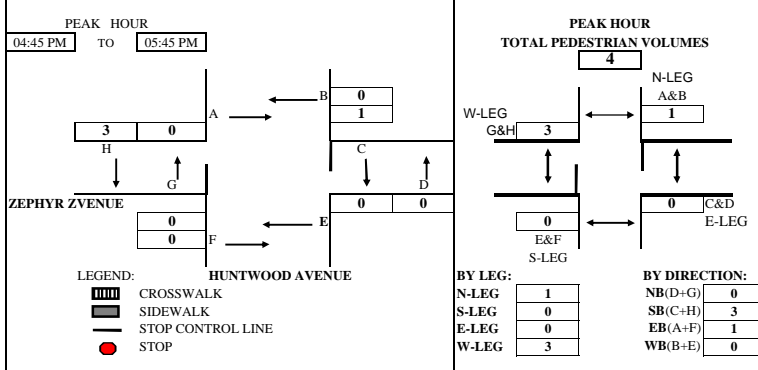 PEAK HOUR
04:45 PM TO 05:45 PM
B 0
1
A
3 0
H
C
G
D
ZEPHYR ZVENUE
0 0
0
0
E
F
LEGEND: HUNTWOOD AVENUE
CROSSWALK
SIDEWALK
STOP CONTROL LINE
STOP
PEAK HOUR
TOTAL PEDESTRIAN VOLUMES
4
N-LEG
A&B
1
W-LEG
G&H 3
0 C&D
E-LEG
0
E&F
S-LEG
BY LEG:
N-LEG 1
S-LEG 0
E-LEG 0
W-LEG 3
BY DIRECTION:
NB(D+G) 0
SB(C+H) 3
EB(A+F) 1
WB(B+E) 0